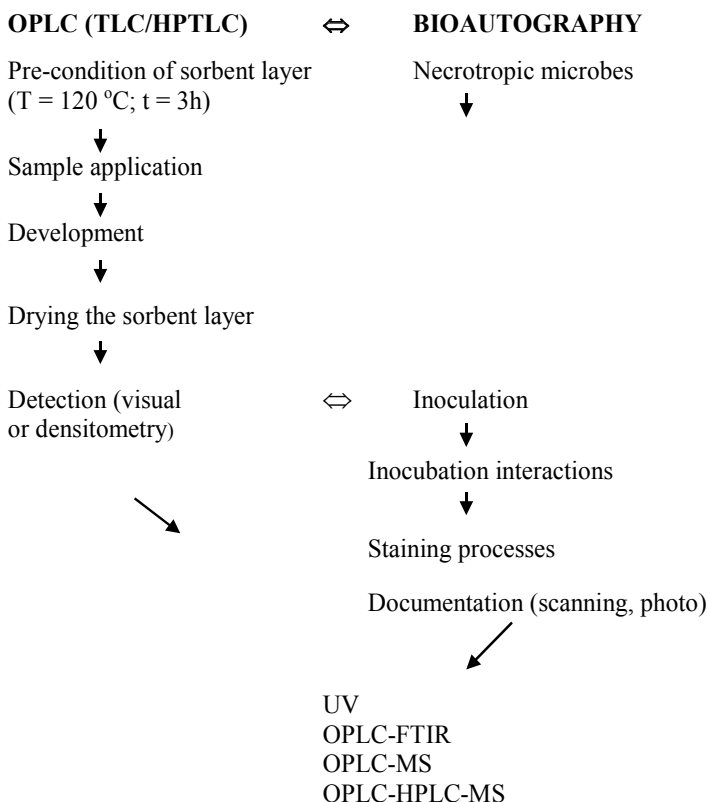 OPLC (TLC/HPTLC) ⇔ BIOAUTOGRAPHY
Pre-condition of sorbent layer
(T = 120 °C; t = 3h)
Necrotropic microbes
Sample application
Development
Drying the sorbent layer
Detection (visual
or densitometry)
⇔ Inoculation
Inocubation interactions
Staining processes
Documentation (scanning, photo)
UV
OPLC-FTIR
OPLC-MS
OPLC-HPLC-MS